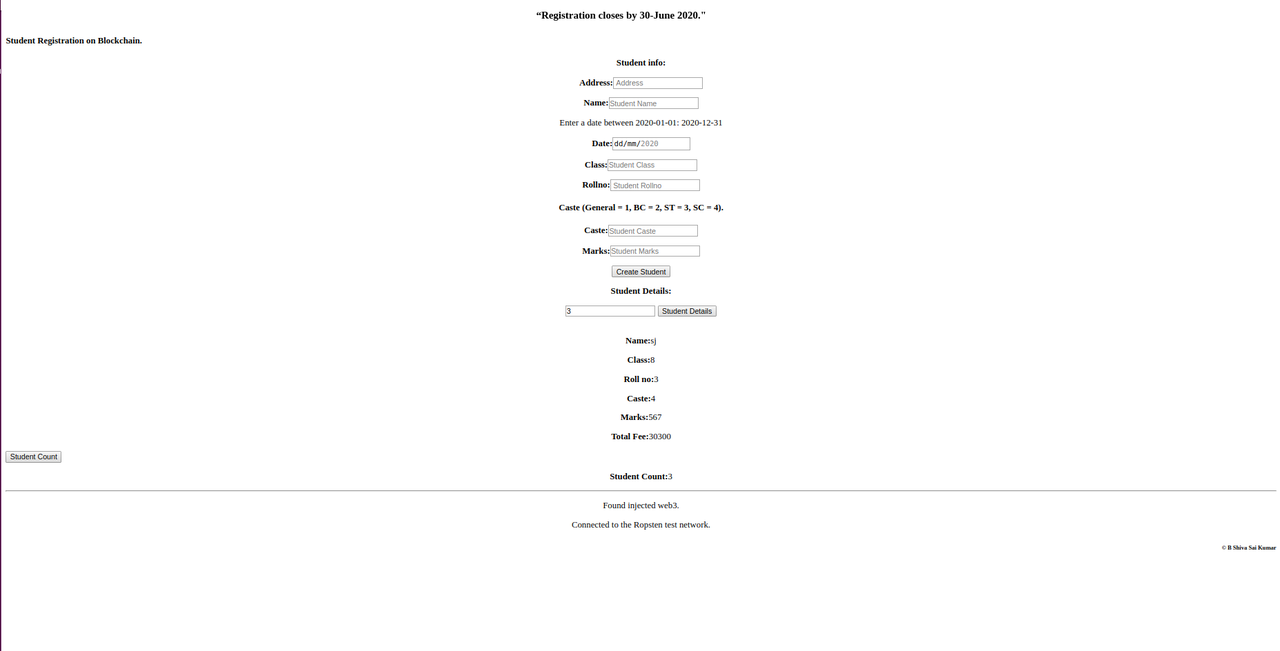 “Registration closes by 30-June 2020."
Student Registration on Blockchain.
Student info:
Address: Address
Name: Student Name
Enter a date between 2020-01-01: 2020-12-31
Date: dd/mm/2020
Class: Student Class
Rollno: Student Rollno
Caste (General = 1, BC = 2, ST = 3, SC = 4).
Caste: Student Caste
Marks: Student Marks
Create Student
Student Details:
3 Student Details
Name:sj
Class:8
Roll no:3
Caste:4
Marks:567
Total Fee:30300
Student Count
Student Count:3
Found injected web3.
Connected to the Ropsten test network.
© B Shiva Sai Kumar